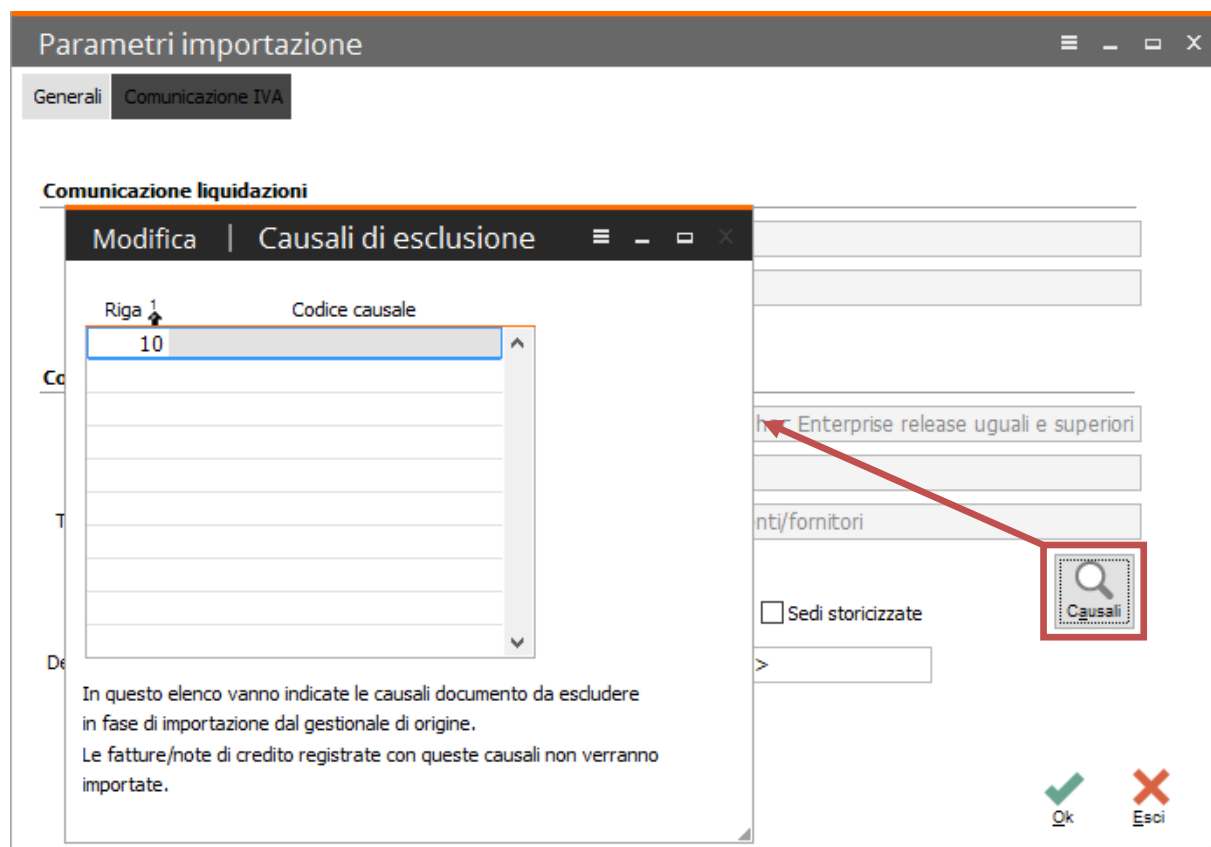 Parametri importazione
Generali Comunicazione IVA
Comunicazione liquidazioni
Modifica | Causali di esclusione
Riga 1 Codice causale
10
Enterprise release uguali e superiori
nti/fornitori
Causali
Sedi storicizzate
>
In questo elenco vanno indicate le causali documento da escludere
in fase di importazione dal gestionale di origine.
Le fatture/note di credito registrate con queste causali non verranno
importate.
Ok Esci